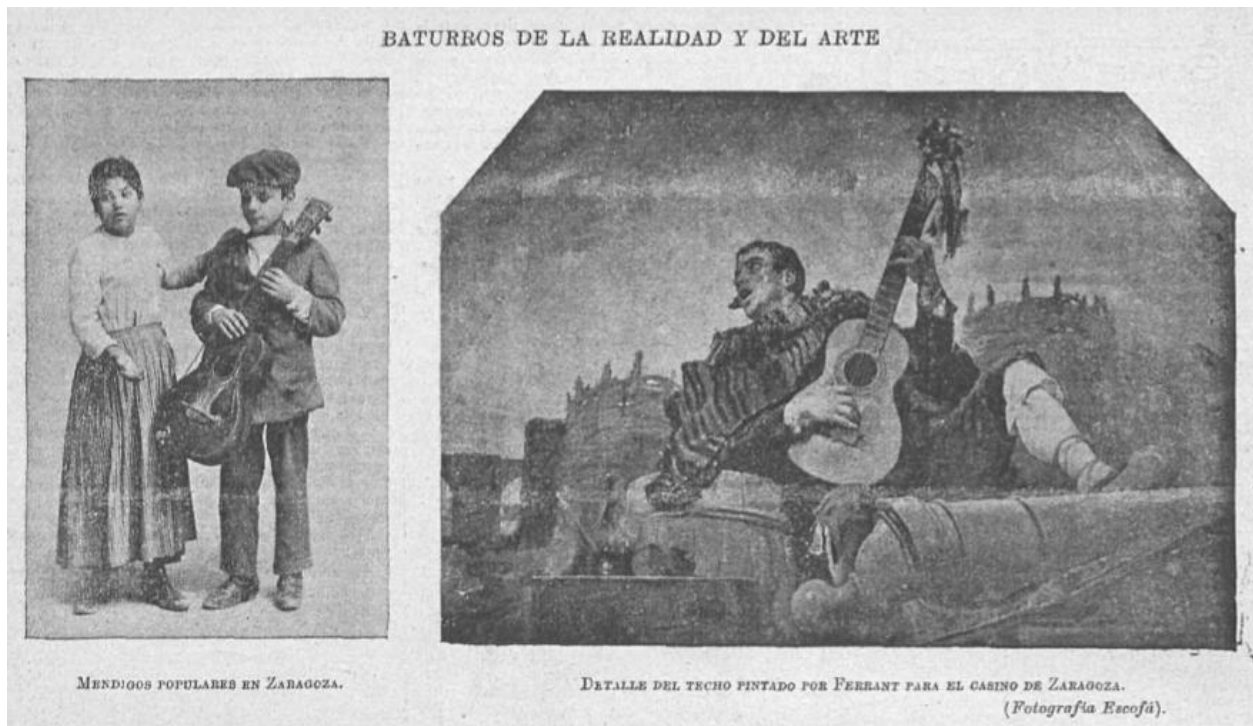 BATURROS DE LA REALIDAD Y DEL ARTE
MENDIGOS POPULARES EN ZARAGOZA.
DETALLE DEL TECHO PINTADO POR FERRANT PARA EL CASINO DE ZARAGOZA.
(Fotografía Escofá).